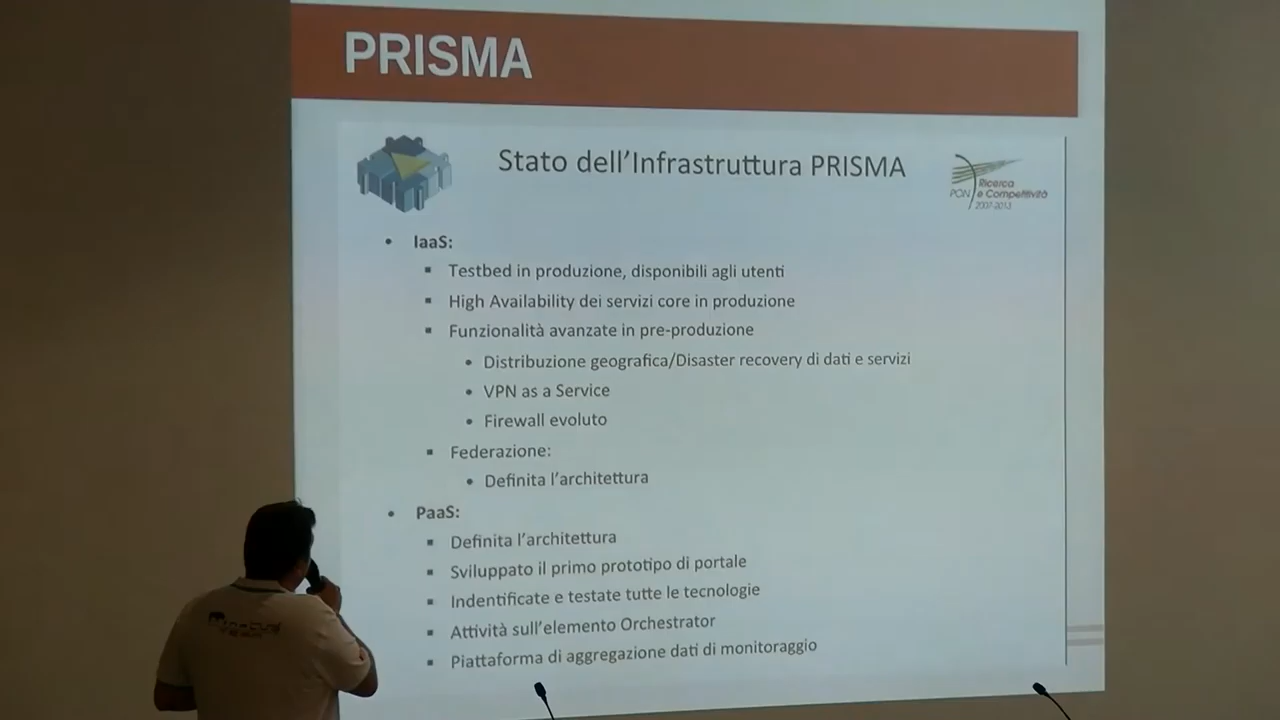 PRISMA
Stato dell'Infrastruttura PRISMA
Ricerca
PON e Competitività
2007-2013
• IaaS:
▪ Testbed in produzione, disponibili agli utenti
▪ High Availability dei servizi core in produzione
▪ Funzionalità avanzate in pre-produzione
• Distribuzione geografica/Disaster recovery di dati e servizi
• VPN as a Service
• Firewall evoluto
▪ Federazione:
• Definita l'architettura
• PaaS:
▪ Definita l'architettura
▪ Sviluppato il primo prototipo di portale
▪ Indentificate e testate tutte le tecnologie
▪ Attività sull'elemento Orchestrator
▪ Piattaforma di aggregazione dati di monitoraggio